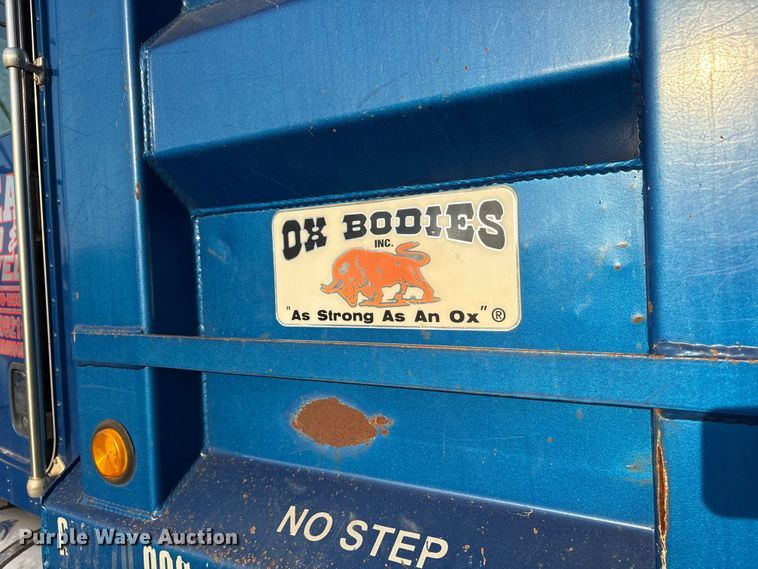 OX BODIES
INC.
"As Strong As An Ox" ®
NO STEP
Purple Wave Auction